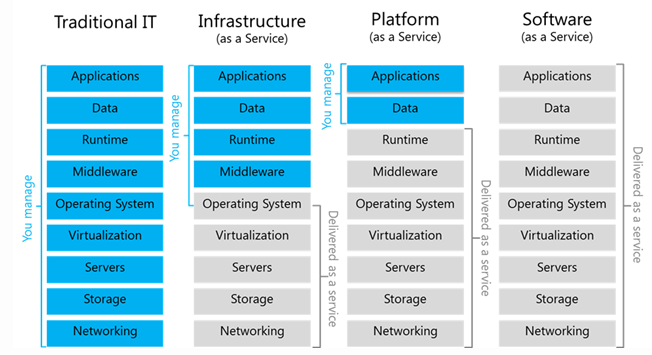 Traditional IT
Infrastructure
(as a Service)
Platform
(as a Service)
Software
(as a Service)
You manage
Applications
Data
Runtime
Middleware
Operating System
Virtualization
Servers
Storage
Networking
You manage
Applications
Data
Runtime
Middleware
Operating System
Virtualization
Servers
Storage
Networking
Delivered as a service
You manage
Applications
Data
Runtime
Middleware
Operating System
Virtualization
Servers
Storage
Networking
Delivered as a service
Applications
Data
Runtime
Middleware
Operating System
Virtualization
Servers
Storage
Networking
Delivered as a service